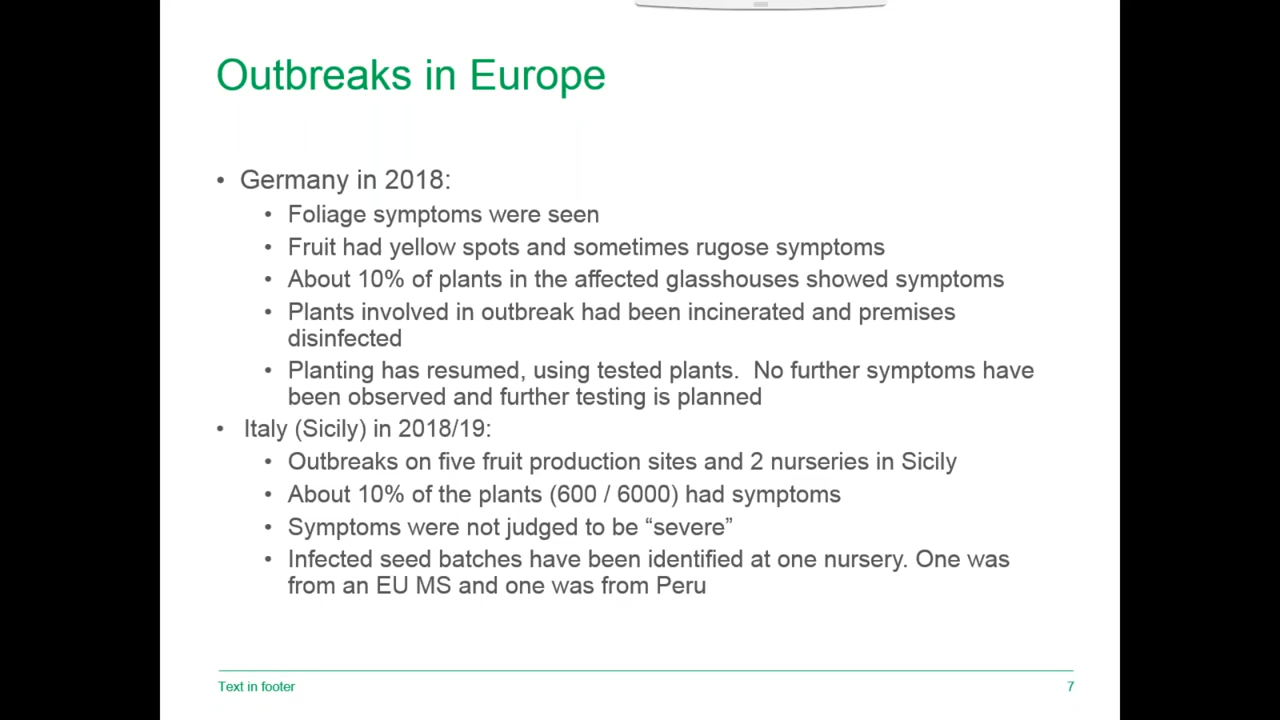 Outbreaks in Europe
• Germany in 2018:
• Foliage symptoms were seen
• Fruit had yellow spots and sometimes rugose symptoms
• About 10% of plants in the affected glasshouses showed symptoms
• Plants involved in outbreak had been incinerated and premises
disinfected
• Planting has resumed, using tested plants.  No further symptoms have
been observed and further testing is planned
• Italy (Sicily) in 2018/19:
• Outbreaks on five fruit production sites and 2 nurseries in Sicily
• About 10% of the plants (600 / 6000) had symptoms
• Symptoms were not judged to be “severe”
• Infected seed batches have been identified at one nursery. One was
from an EU MS and one was from Peru
Text in footer
7